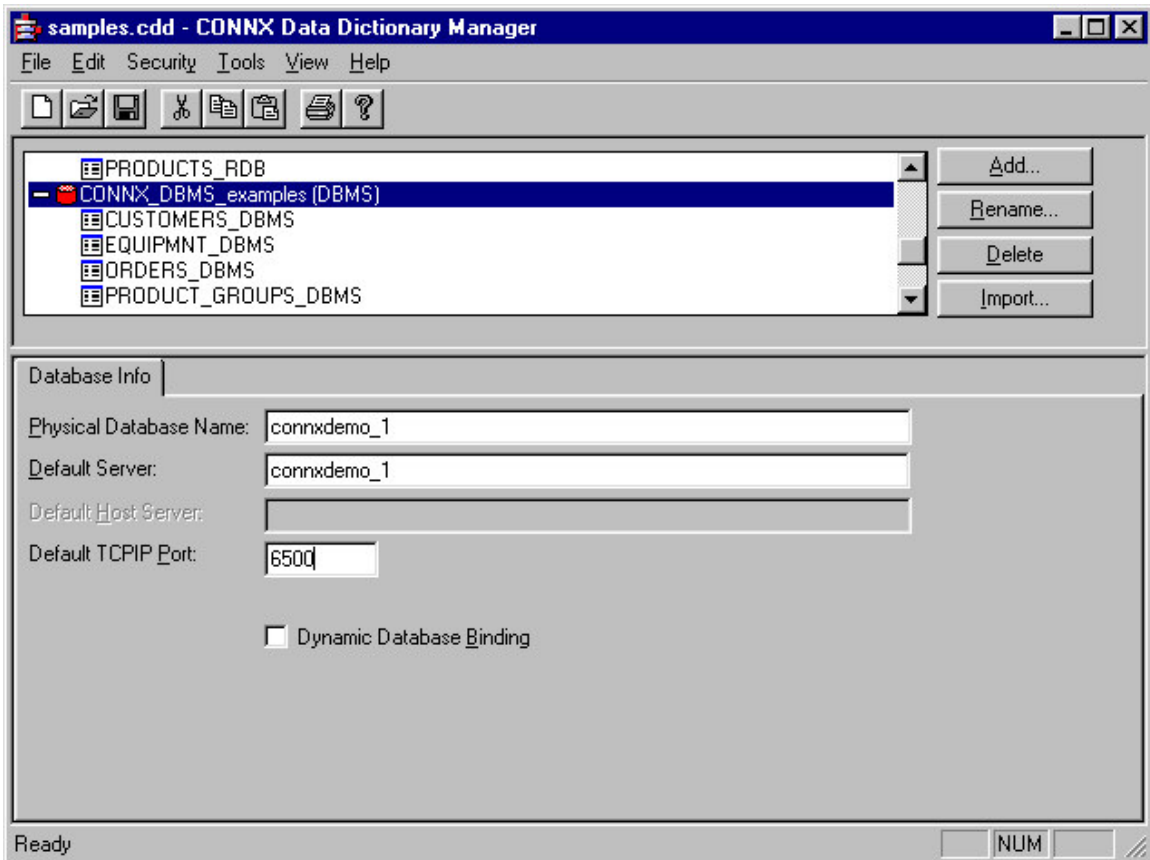 samples.cdd - CONNX Data Dictionary Manager
File Edit Security Tools View Help
PRODUCTS_RDB
CONNX_DBMS_examples (DBMS)
CUSTOMERS_DBMS
EQUIPMNT_DBMS
ORDERS_DBMS
PRODUCT_GROUPS_DBMS
Add...
Rename...
Delete
Import...
Database Info
Physical Database Name: connxdemo_1
Default Server: connxdemo_1
Default Host Server:
Default TCPIP Port: 6500
Dynamic Database Binding
Ready NUM